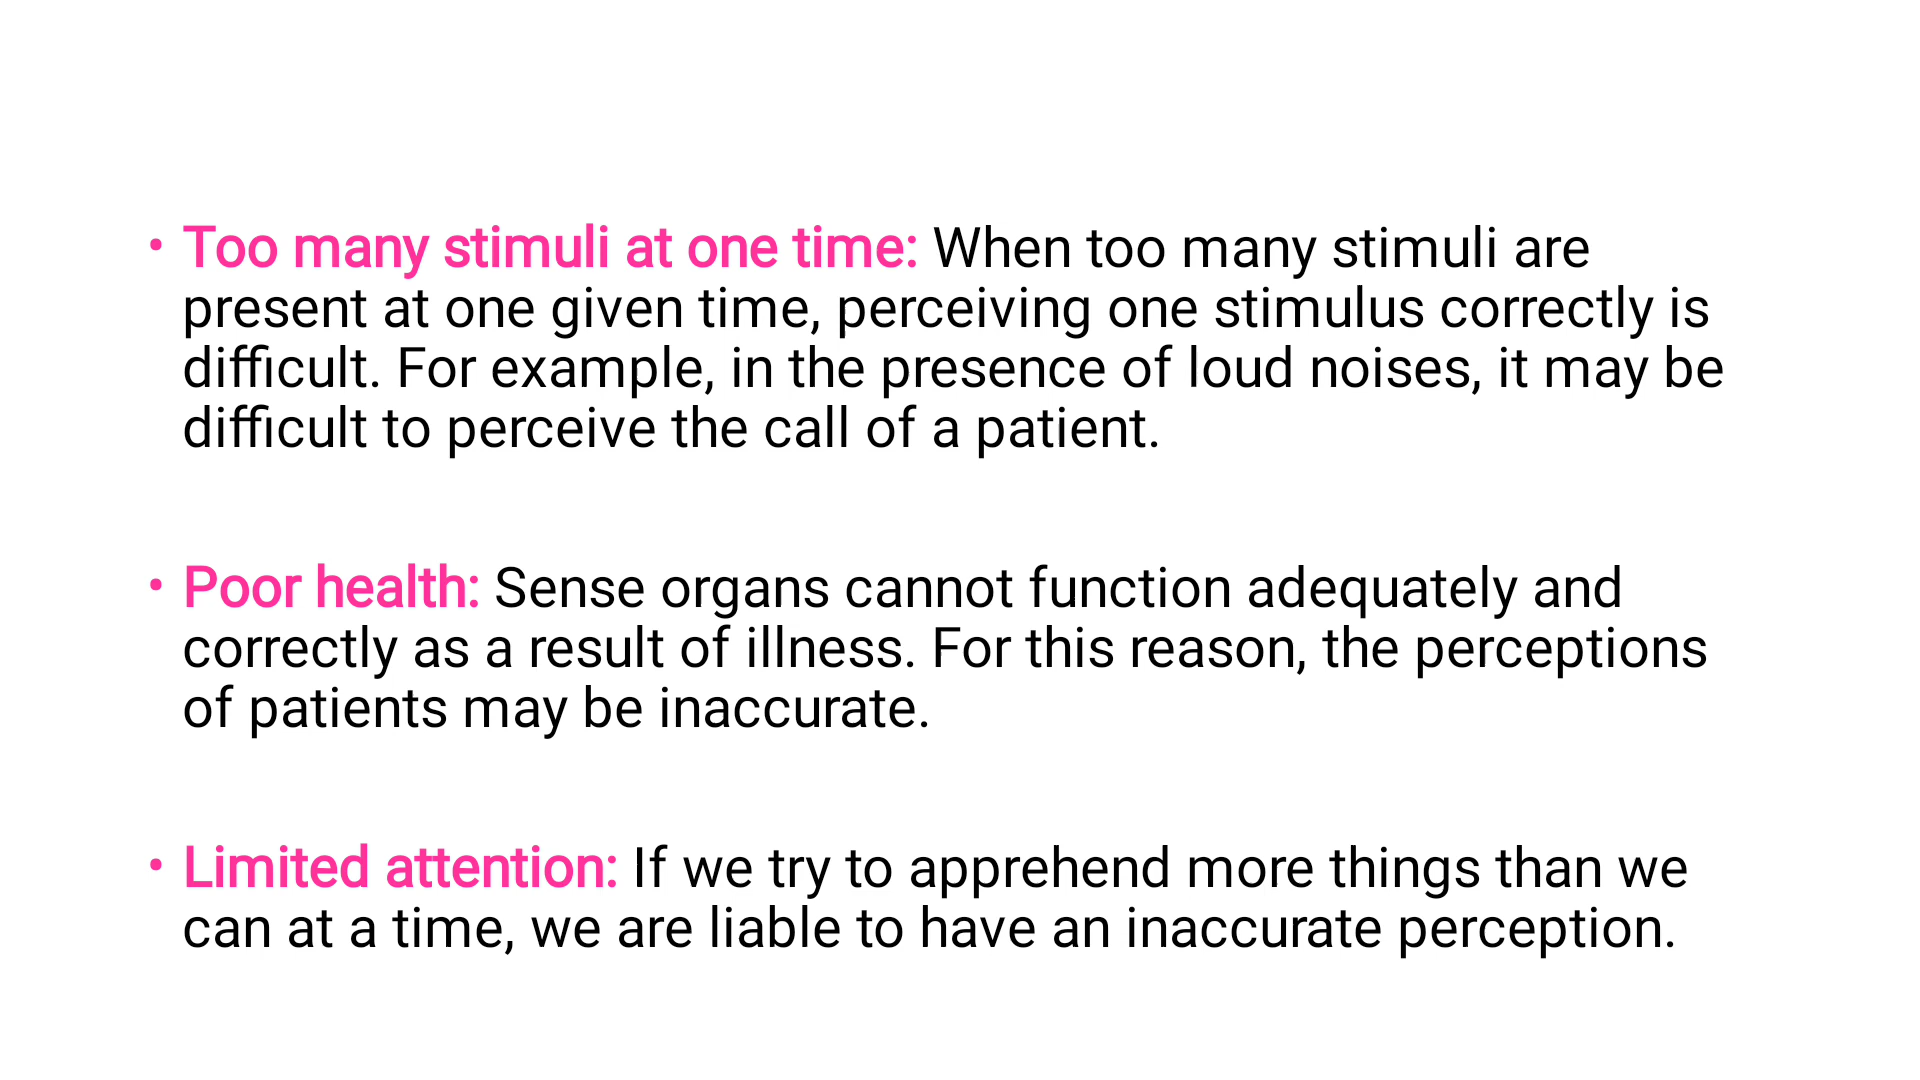 • Too many stimuli at one time: When too many stimuli are
present at one given time, perceiving one stimulus correctly is
difficult. For example, in the presence of loud noises, it may be
difficult to perceive the call of a patient.
• Poor health: Sense organs cannot function adequately and
correctly as a result of illness. For this reason, the perceptions
of patients may be inaccurate.
• Limited attention: If we try to apprehend more things than we
can at a time, we are liable to have an inaccurate perception.